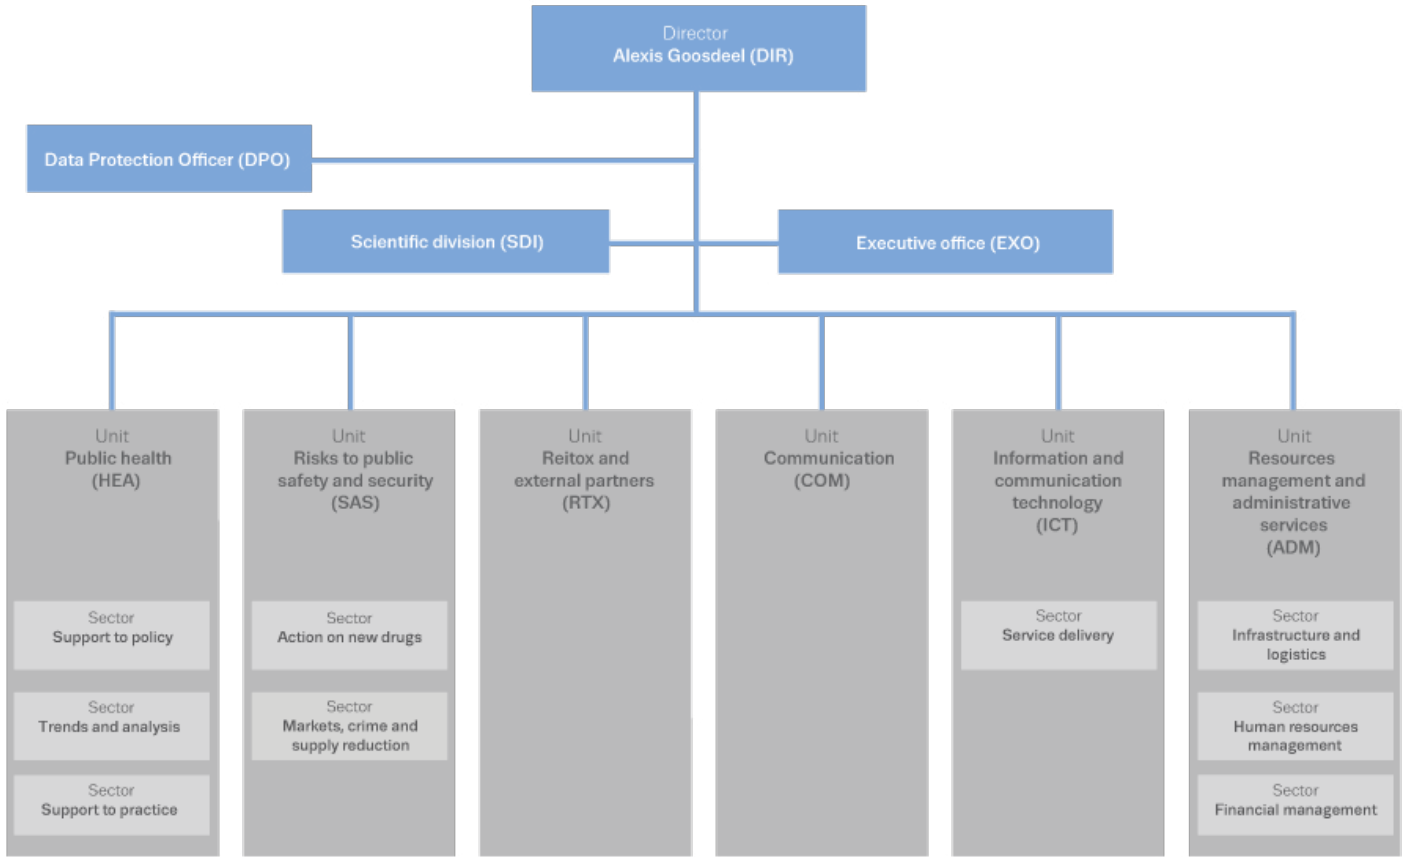 Director
Alexis Goosdeel (DIR)
Data Protection Officer (DPO)
Scientific division (SDI)
Executive office (EXO)
Unit
Public health
(HEA)
Sector
Support to policy
Sector
Trends and analysis
Sector
Support to practice
Unit
Risks to public
safety and security
(SAS)
Sector
Action on new drugs
Sector
Markets, crime and
supply reduction
Unit
Reitox and
external partners
(RTX)
Unit
Communication
(COM)
Unit
Information and
communication
technology
(ICT)
Sector
Service delivery
Unit
Resources
management and
administrative
services
(ADM)
Sector
Infrastructure and
logistics
Sector
Human resources
management
Sector
Financial management